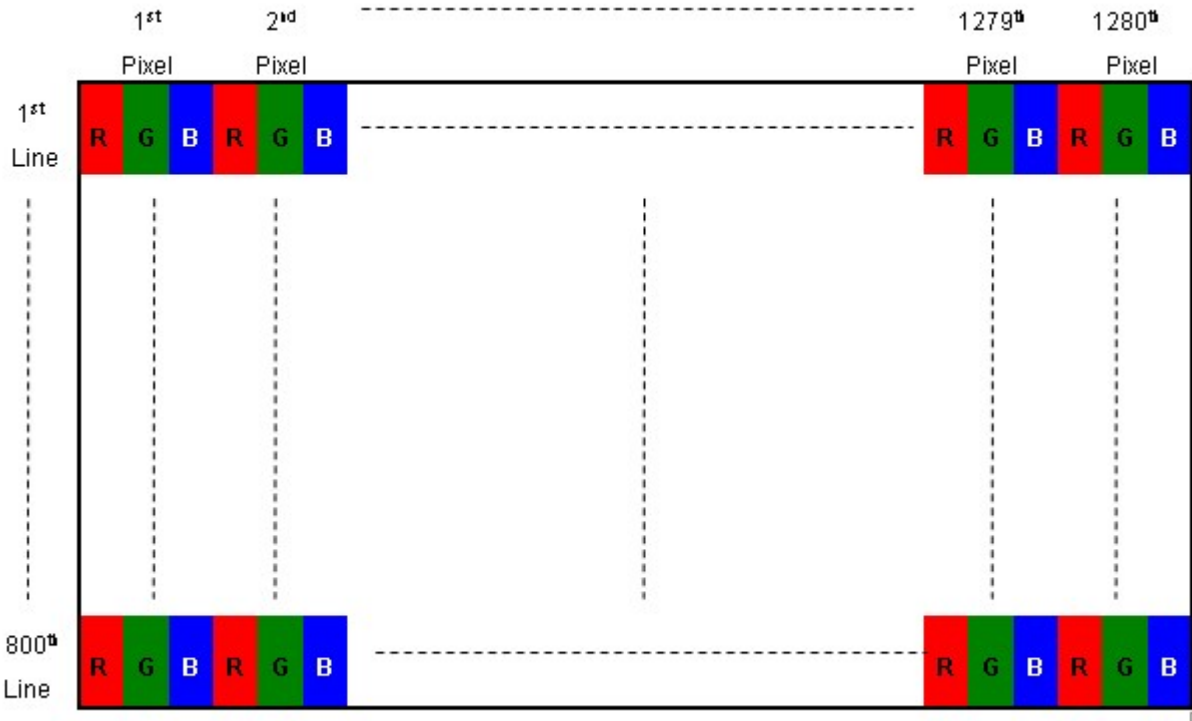 1st 2nd 1279th 1280th
Pixel Pixel Pixel Pixel
1st
Line
R G B R G B R G B R G B
800th
Line
R G B R G B R G B R G B